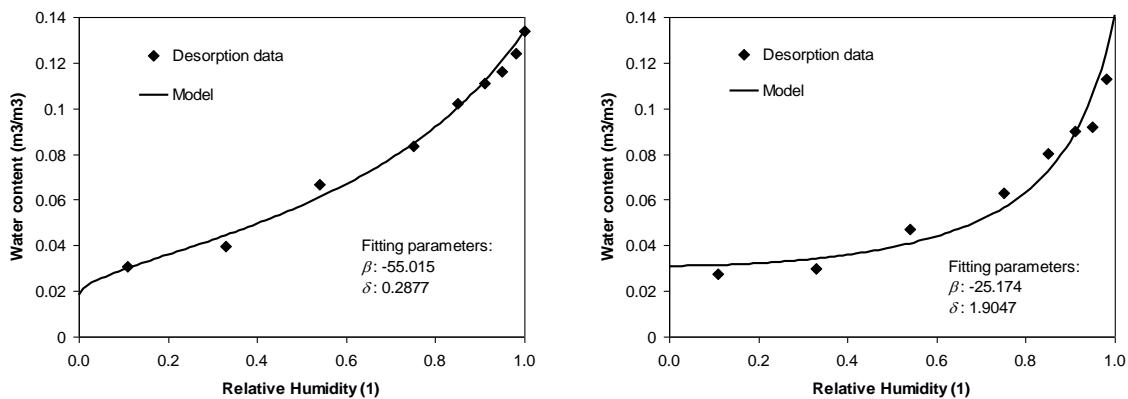 0.14
0.12
0.1
0.08
0.06
0.04
0.02
0
Water content (m3/m3)
Desorption data
Model
Fitting parameters:
β: -55.015
δ: 0.2877
0.0 0.2 0.4 0.6 0.8 1.0
Relative Humidity (1)
0.14
0.12
0.1
0.08
0.06
0.04
0.02
0
Water content (m3/m3)
Desorption data
Model
Fitting parameters:
β: -25.174
δ: 1.9047
0.0 0.2 0.4 0.6 0.8 1.0
Relative Humidity (1)